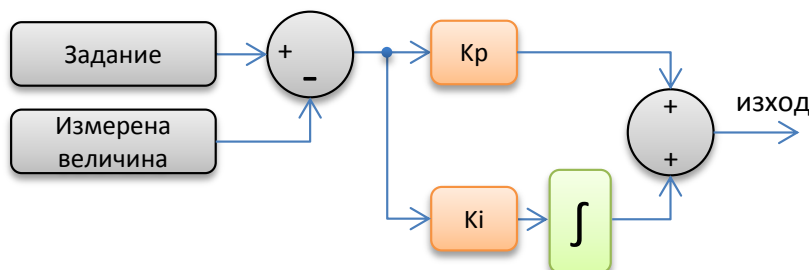 Задание
+
−
Kp
Измерена
величина
+
изход
+
Ki
∫